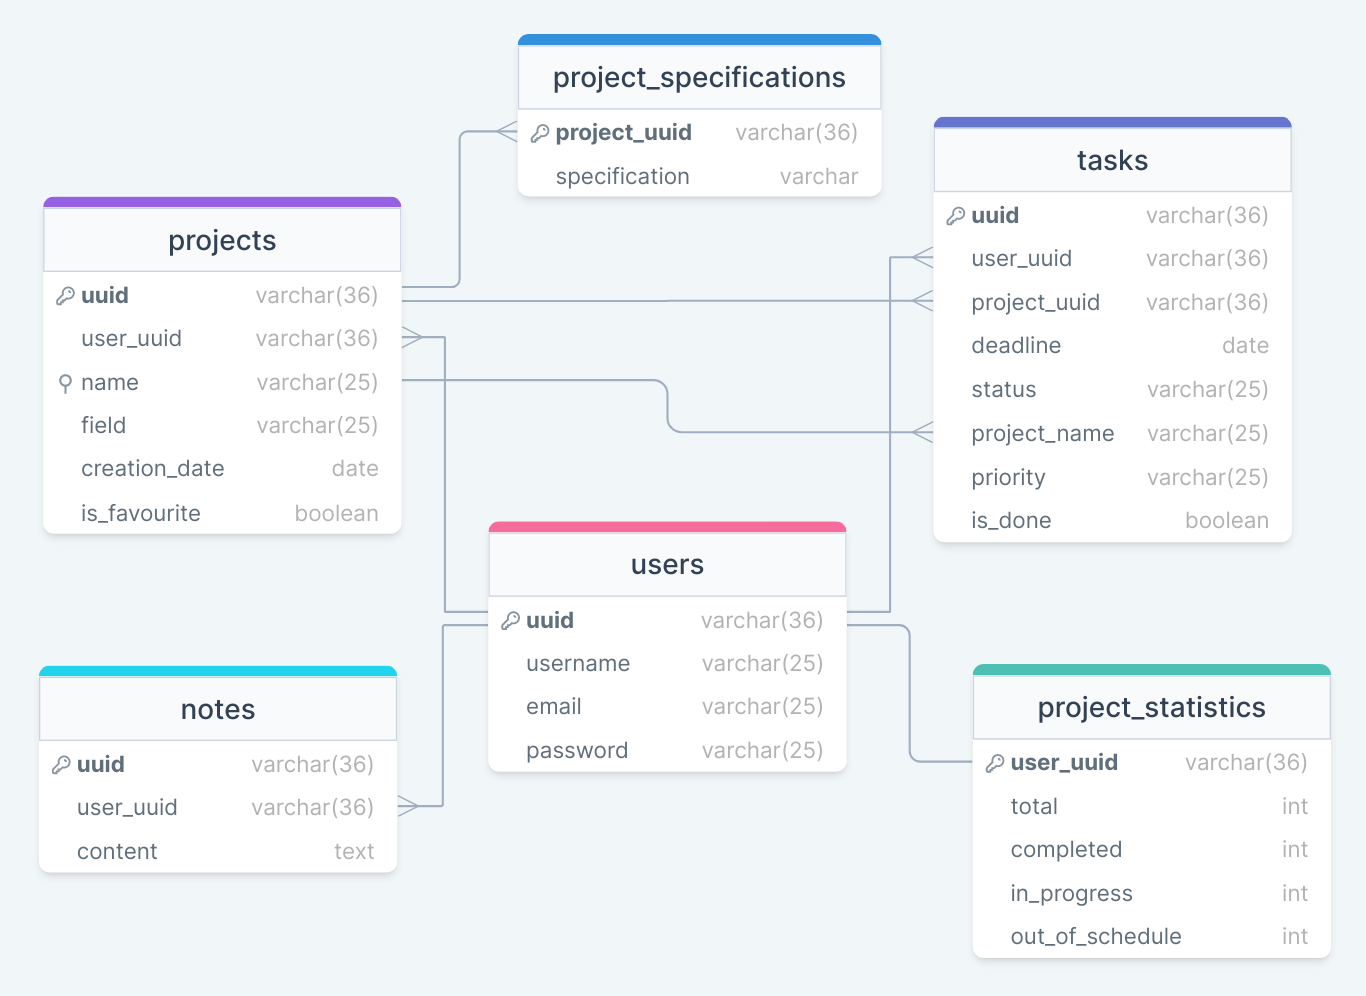 project_specifications
project_uuid varchar(36)
specification varchar
tasks
uuid varchar(36)
user_uuid varchar(36)
project_uuid varchar(36)
deadline date
status varchar(25)
project_name varchar(25)
priority varchar(25)
is_done boolean
projects
uuid varchar(36)
user_uuid varchar(36)
name varchar(25)
field varchar(25)
creation_date date
is_favourite boolean
users
uuid varchar(36)
username varchar(25)
email varchar(25)
password varchar(25)
notes
uuid varchar(36)
user_uuid varchar(36)
content text
project_statistics
user_uuid varchar(36)
total int
completed int
in_progress int
out_of_schedule int